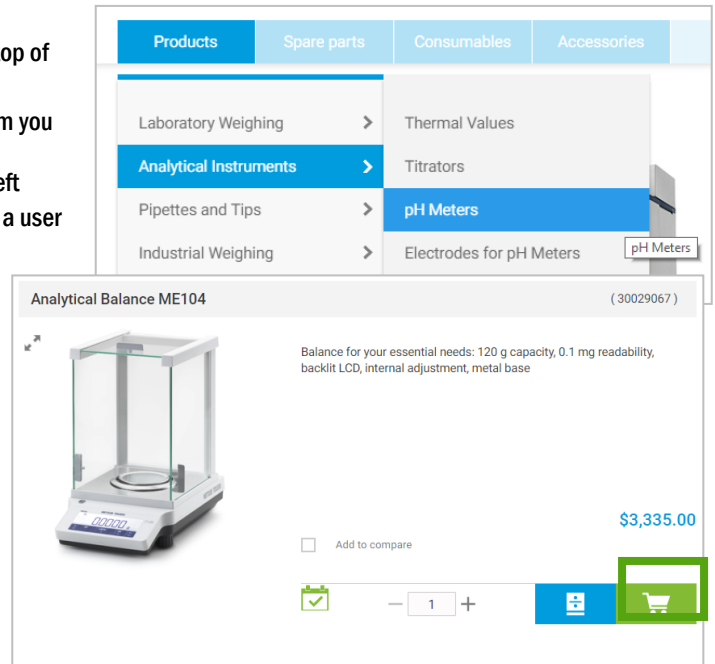 op of
m you
eft
a user
Products Spare parts Consumables Accessories
Laboratory Weighing Thermal Values
Analytical Instruments Titrators
Pipettes and Tips pH Meters
Industrial Weighing Electrodes for pH Meters
pH Meters
Analytical Balance ME104 ( 30029067 )
Balance for your essential needs: 120 g capacity, 0.1 mg readability,
backlit LCD, internal adjustment, metal base
$3,335.00
Add to compare
1